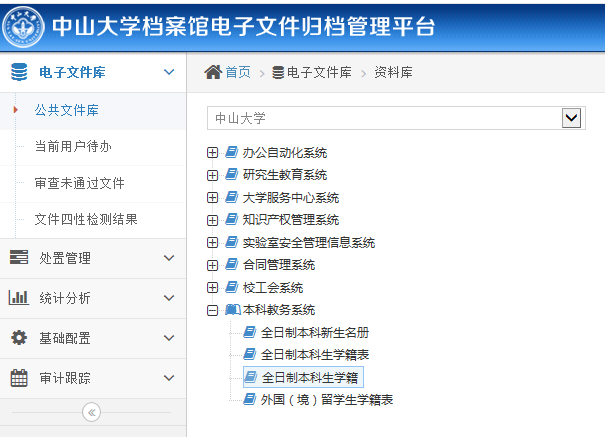 中山大学档案馆电子文件归档管理平台
电子文件库
公共文件库
当前用户待办
审查未通过文件
文件四性检测结果
处置管理
统计分析
基础配置
审计跟踪
首页 > 电子文件库 > 资料库
中山大学
办公自动化系统
研究生教育系统
大学服务中心系统
知识产权管理系统
实验室安全管理信息系统
合同管理系统
校工会系统
本科教务系统
全日制本科新生名册
全日制本科生学籍表
全日制本科生学籍
外国（境）留学生学籍表